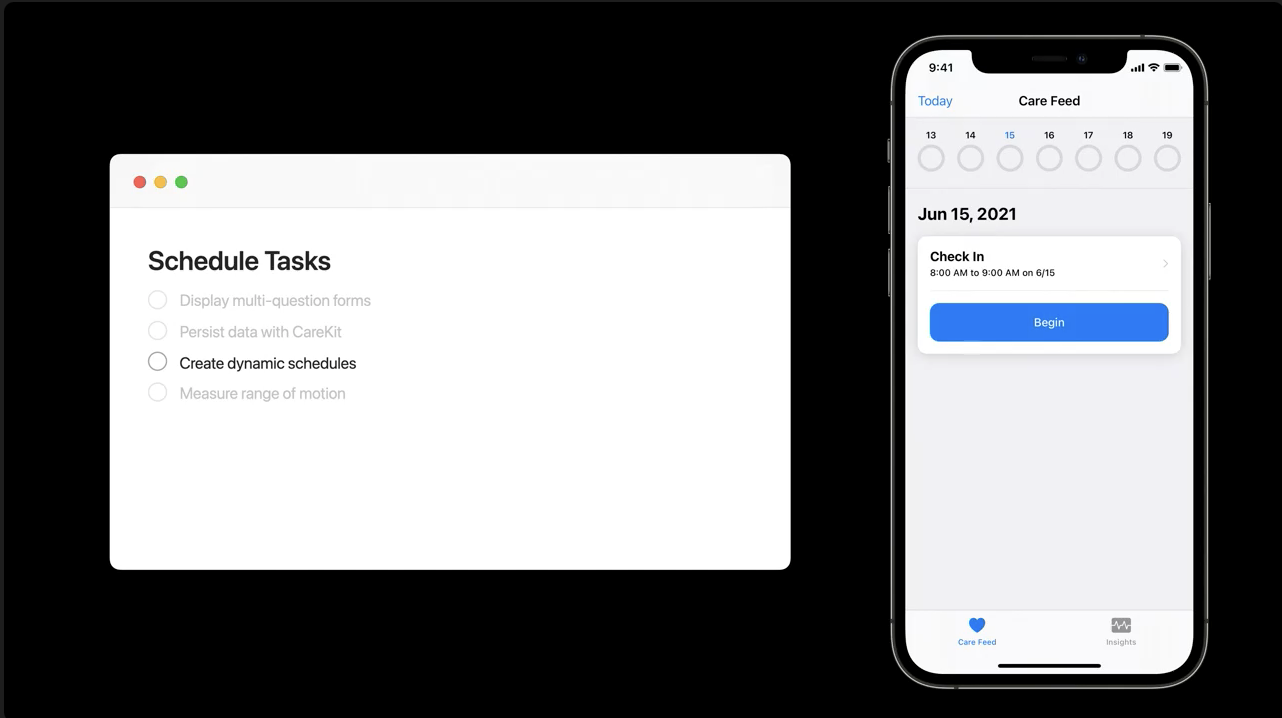 Schedule Tasks
Display multi-question forms
Persist data with CareKit
Create dynamic schedules
Measure range of motion
9:41
Today Care Feed
13 14 15 16 17 18 19
Jun 15, 2021
Check In
8:00 AM to 9:00 AM on 6/15
Begin
Care Feed Insights